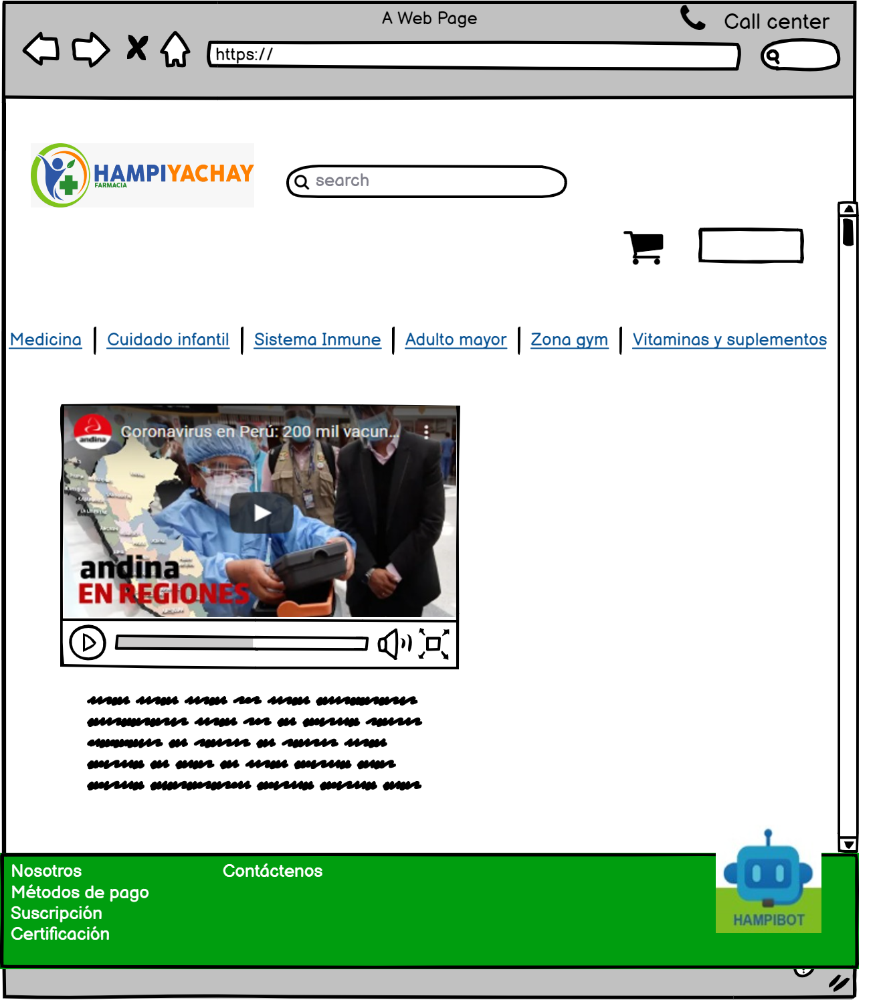 A Web Page
Call center
https://
HAMPIYACHAY
FARMACIA
search
Medicina
Cuidado infantil
Sistema Inmune
Adulto mayor
Zona gym
Vitaminas y suplementos
andina
Coronavirus en Perú: 200 mil vacun...
andina
EN REGIONES
Nosotros
Contáctenos
Métodos de pago
Suscripción
Certificación
HAMPIBOT